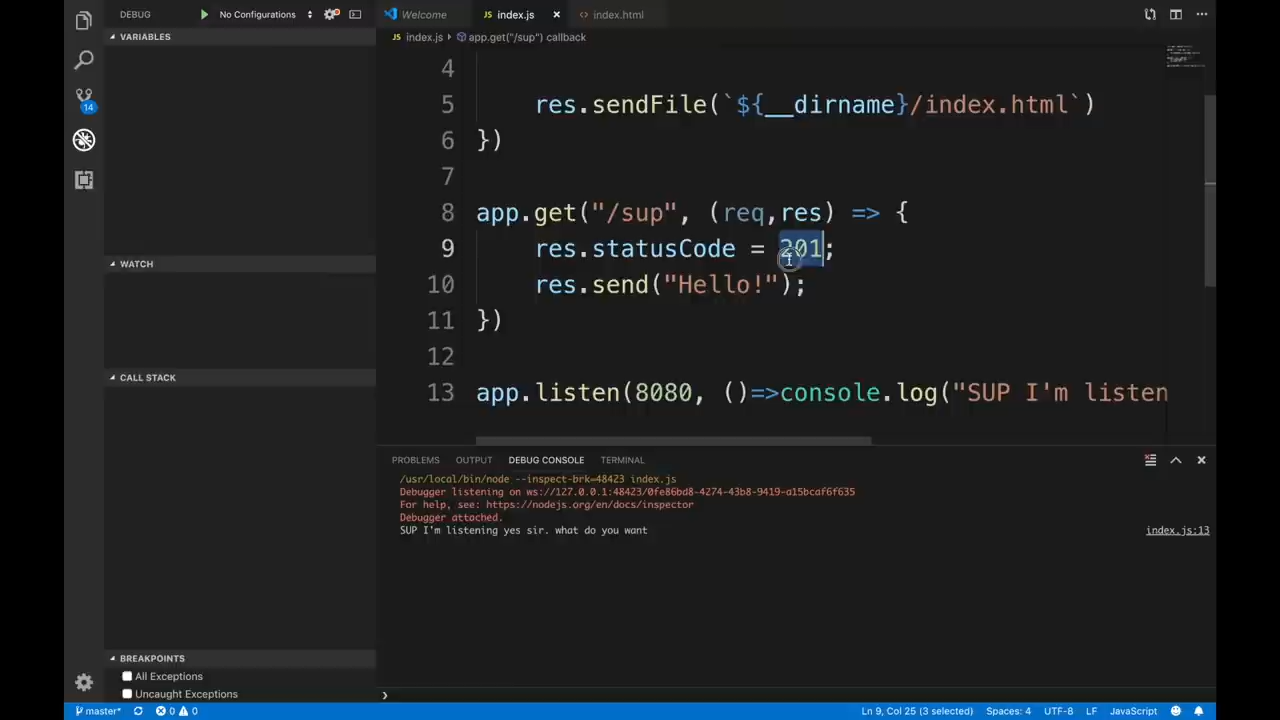 DEBUG
No Configurations
Welcome
index.js
index.html
VARIABLES
index.js
app.get("/sup") callback
4
5 res.sendFile(`${__dirname}/index.html`)
6 })
7
8 app.get("/sup", (req,res) => {
9 res.statusCode = 201;
10 res.send("Hello!");
11 })
12
13 app.listen(8080, ()=>console.log("SUP I'm listen
14
WATCH
CALL STACK
PROBLEMS OUTPUT DEBUG CONSOLE TERMINAL
/usr/local/bin/node --inspect-brk=48423 index.js
Debugger listening on ws://127.0.0.1:48423/0fe86bd8-4274-43b8-9419-a15bcaf6f635
For help, see: https://nodejs.org/en/docs/inspector
Debugger attached.
SUP I'm listening yes sir. what do you want
index.js:13
BREAKPOINTS
All Exceptions
Uncaught Exceptions
master* 0 0 Ln 9, Col 25 (3 selected) Spaces: 4 UTF-8 LF JavaScript